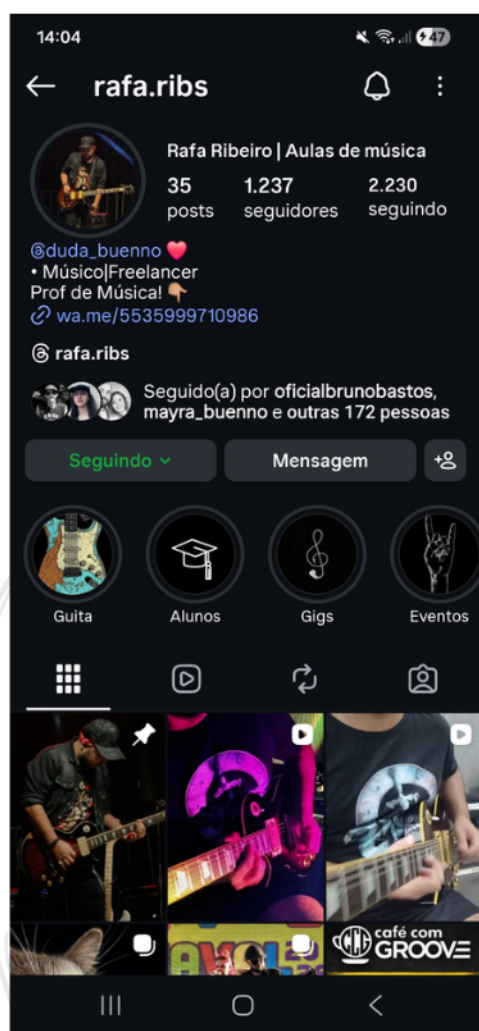 14:04
47
rafa.ribs
Rafa Ribeiro | Aulas de música
35 1.237 2.230
posts seguidores seguindo
@duda_buenno ❤️
• Músico|Freelancer
Prof de Música! 👇🏽
wa.me/5535999710986
rafa.ribs
Seguido(a) por oficialbrunobastos,
mayra_buenno e outras 172 pessoas
Seguindo Mensagem
Guita Alunos Gigs Eventos
café com
GROOVE